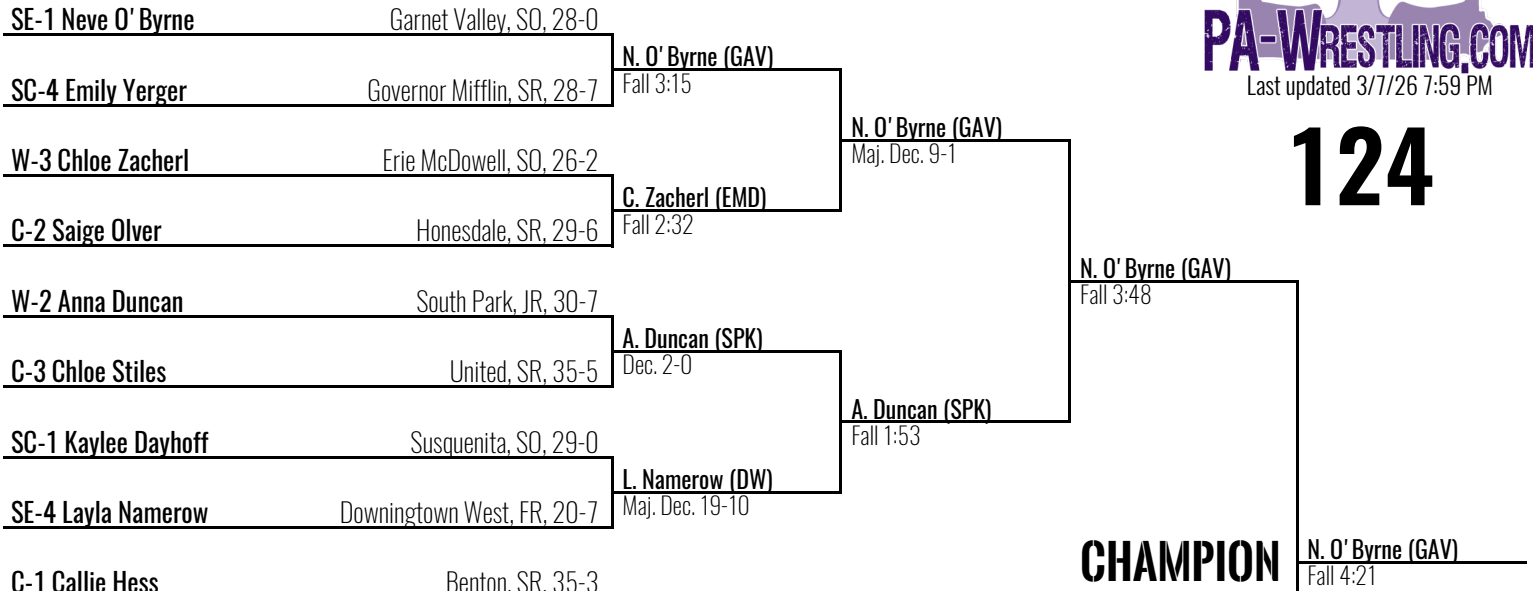 SE-1 Neve O'Byrne Garnet Valley, SO, 28-0
N. O'Byrne (GAV)
Fall 3:15
SC-4 Emily Yerger Governor Mifflin, SR, 28-7
N. O'Byrne (GAV)
Maj. Dec. 9-1
W-3 Chloe Zacherl Erie McDowell, SO, 26-2
C. Zacherl (EMD)
Fall 2:32
C-2 Saige Olver Honesdale, SR, 29-6
N. O'Byrne (GAV)
Fall 3:48
W-2 Anna Duncan South Park, JR, 30-7
A. Duncan (SPK)
Dec. 2-0
C-3 Chloe Stiles United, SR, 35-5
A. Duncan (SPK)
Fall 1:53
SC-1 Kaylee Dayhoff Susquenita, SO, 29-0
L. Namerow (DW)
Maj. Dec. 19-10
SE-4 Layla Namerow Downingtown West, FR, 20-7
C-1 Callie Hess Benton, SR, 35-3
PA-WRESTLING.COM
Last updated 3/7/26 7:59 PM
124
CHAMPION
N. O'Byrne (GAV)
Fall 4:21